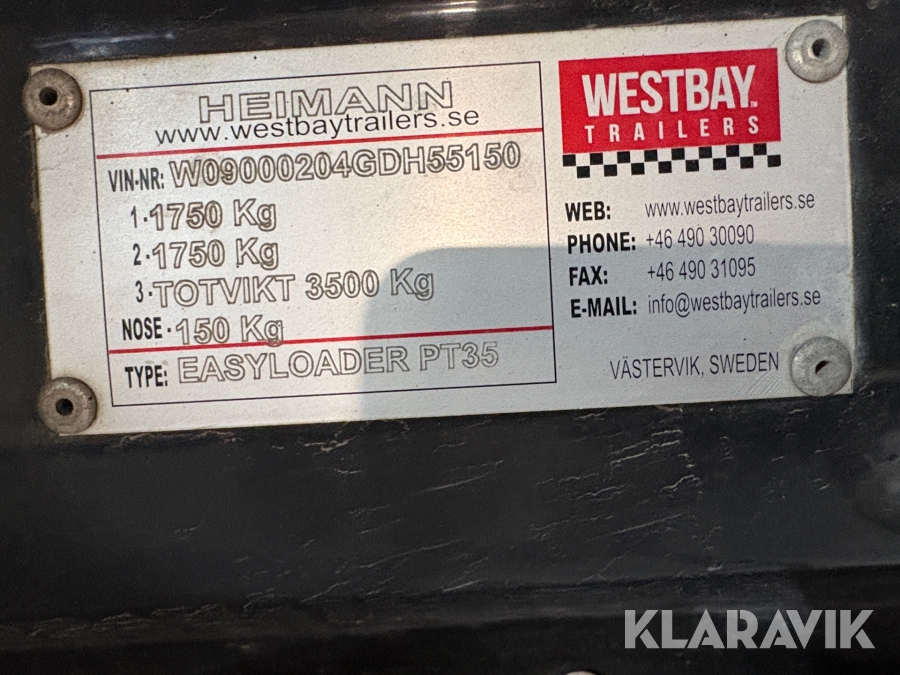 HEIMANN
www.westbaytrailers.se
VIN-NR: W09000204GDH55150
1-1750 Kg
2-1750 Kg
3-TOTVIKT 3500 Kg
NOSE-150 Kg
TYPE: EASYLOADER PT35
WESTBAY™
TRAILERS
WEB: www.westbaytrailers.se
PHONE: +46 490 30090
FAX: +46 490 31095
E-MAIL: info@westbaytrailers.se
VÄSTERVIK, SWEDEN
KLARAVIK